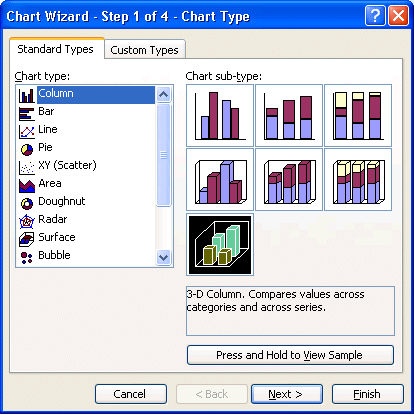 Chart Wizard - Step 1 of 4 - Chart Type
Standard Types
Custom Types
Chart type:
Column
Bar
Line
Pie
XY (Scatter)
Area
Doughnut
Radar
Surface
Bubble
Chart sub-type:
3-D Column. Compares values across
categories and across series.
Press and Hold to View Sample
Cancel
< Back
Next >
Finish